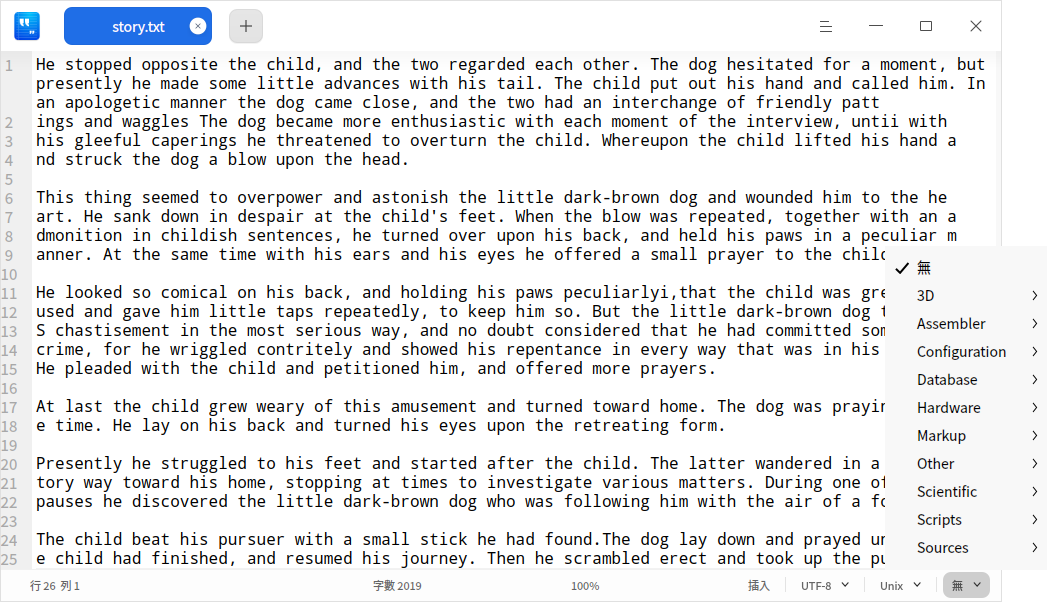 story.txt
1 He stopped opposite the child, and the two regarded each other. The dog hesitated for a moment, but
presently he made some little advances with his tail. The child put out his hand and called him. In
an apologetic manner the dog came close, and the two had an interchange of friendly patt
2 ings and waggles The dog became more enthusiastic with each moment of the interview, untii with
3 his gleeful caperings he threatened to overturn the child. Whereupon the child lifted his hand a
4 nd struck the dog a blow upon the head.
5
6 This thing seemed to overpower and astonish the little dark-brown dog and wounded him to the he
7 art. He sank down in despair at the child's feet. When the blow was repeated, together with an a
8 dmonition in childish sentences, he turned over upon his back, and held his paws in a peculiar m
9 anner. At the same time with his ears and his eyes he offered a small prayer to the child
10
11 He looked so comical on his back, and holding his paws peculiarlyi,that the child was gre
12 used and gave him little taps repeatedly, to keep him so. But the little dark-brown dog t
13 S chastisement in the most serious way, and no doubt considered that he had committed som
14 crime, for he wriggled contritely and showed his repentance in every way that was in his
15 He pleaded with the child and petitioned him, and offered more prayers.
16
17 At last the child grew weary of this amusement and turned toward home. The dog was prayin
18 e time. He lay on his back and turned his eyes upon the retreating form.
19
20 Presently he struggled to his feet and started after the child. The latter wandered in a
21 tory way toward his home, stopping at times to investigate various matters. During one of
22 pauses he discovered the little dark-brown dog who was following him with the air of a fo
23
24 The child beat his pursuer with a small stick he had found.The dog lay down and prayed un
25 e child had finished, and resumed his journey. Then he scrambled erect and took up the pu
無
3D
Assembler
Configuration
Database
Hardware
Markup
Other
Scientific
Scripts
Sources
行 26 列 1 字數 2019 100% 插入 UTF-8 Unix 無